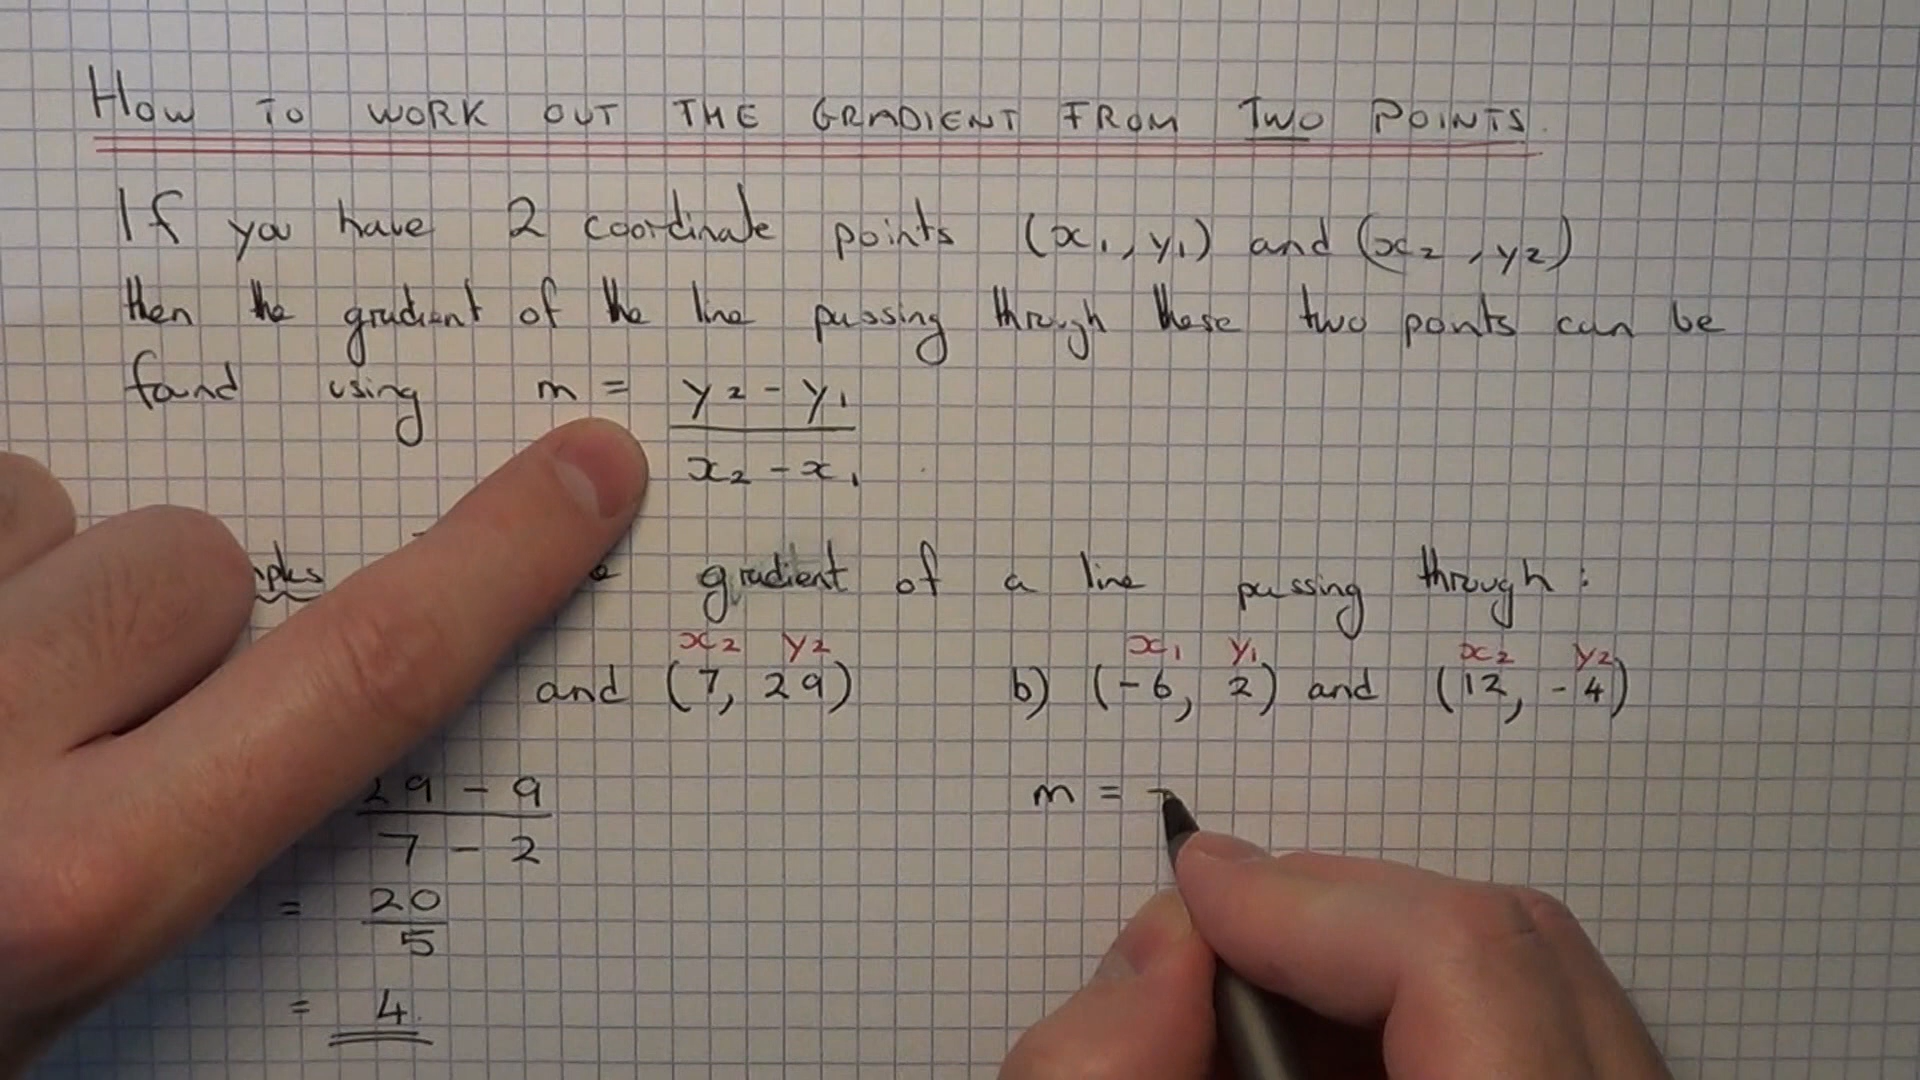 HOW TO WORK OUT THE GRADIENT FROM TWO POINTS.
If you have 2 coordinate points (x₁, y₁) and (x₂, y₂)
then the gradient of the line passing through these two points can be
found using m = y₂ - y₁
x₂ - x₁
gradient of a line passing through:
x₂ y₂ x₁ y₁ x₂ y₂
and (7, 29) b) (-6, 2) and (12, -4)
29 - 9 m = -
7 - 2
= 20
5
= 4